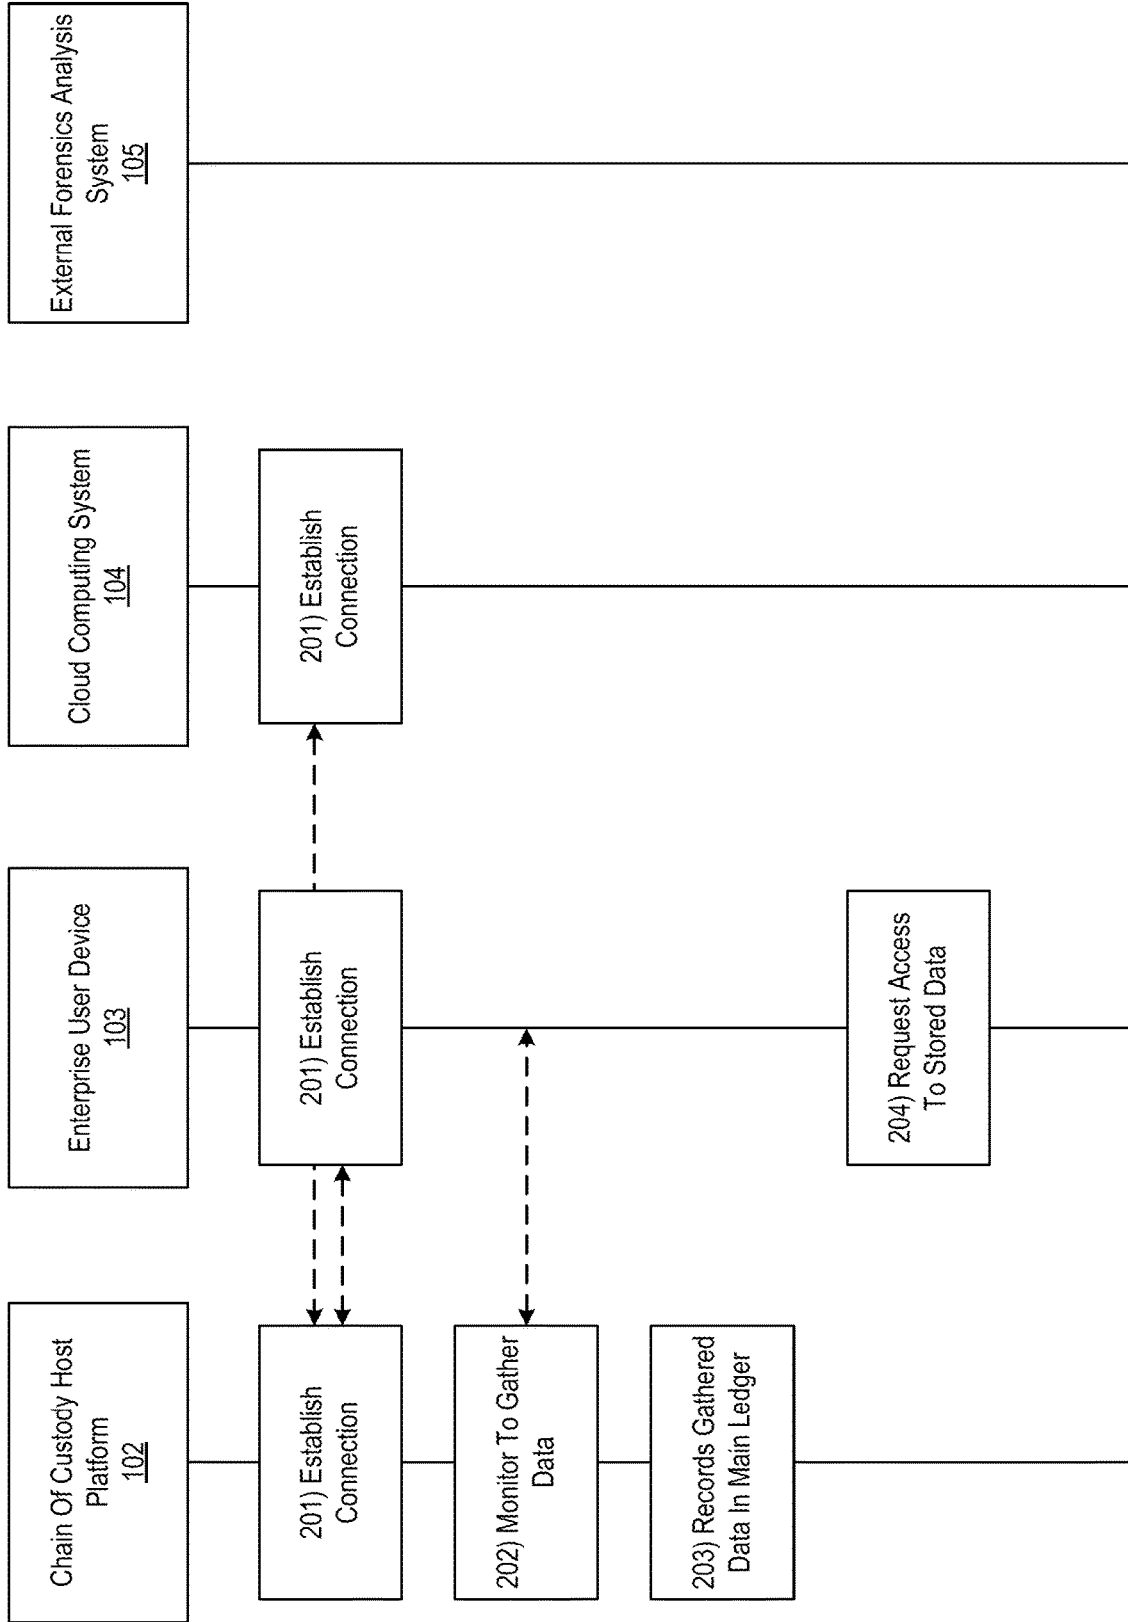 Chain Of Custody Host
Platform
102
Enterprise User Device
103
Cloud Computing System
104
External Forensics Analysis
System
105
201) Establish
Connection
201) Establish
Connection
201) Establish
Connection
202) Monitor To Gather
Data
203) Records Gathered
Data In Main Ledger
204) Request Access
To Stored Data